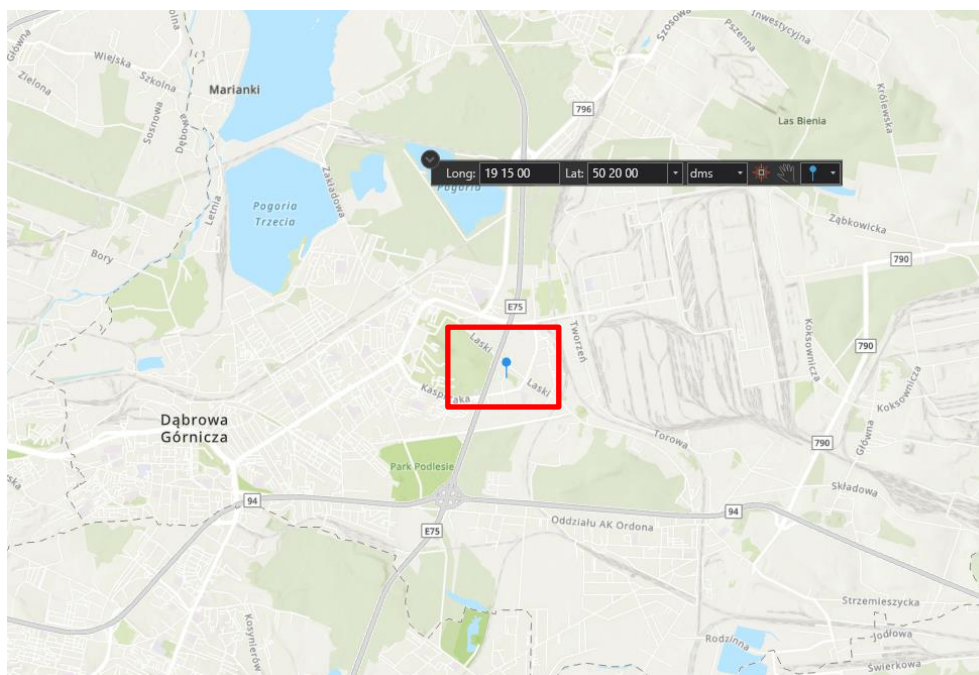 Główna
Zielona
Wiejska
Szkolna
Sosnowa
Dębowa
Marianki
Szosowa
Pszenna
Inwestycyjna
Królewska
796
Las Bienia
Long: 19 15 00 Lat: 50 20 00 dms
Pogoria
Pogoria
Trzecia
Zakładowa
Letnia
Bory
Ząbkowicka
790
E75
Laski
Tworzeń
Koksownicza
790
Laski
Kasprzaka
Koksownicza
Dąbrowa
Górnicza
Torowa
790
Główna
Park Podlesie
Składowa
94
94
Oddziału AK Ordona
E75
Strzemieszycka
Kosynierów
Rodzinna
Jodłowa
Świerkowa